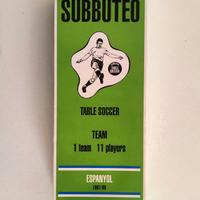 SUBBUTEO
TABLE SOCCER
TEAM
1 team 11 players
ESPANYOL